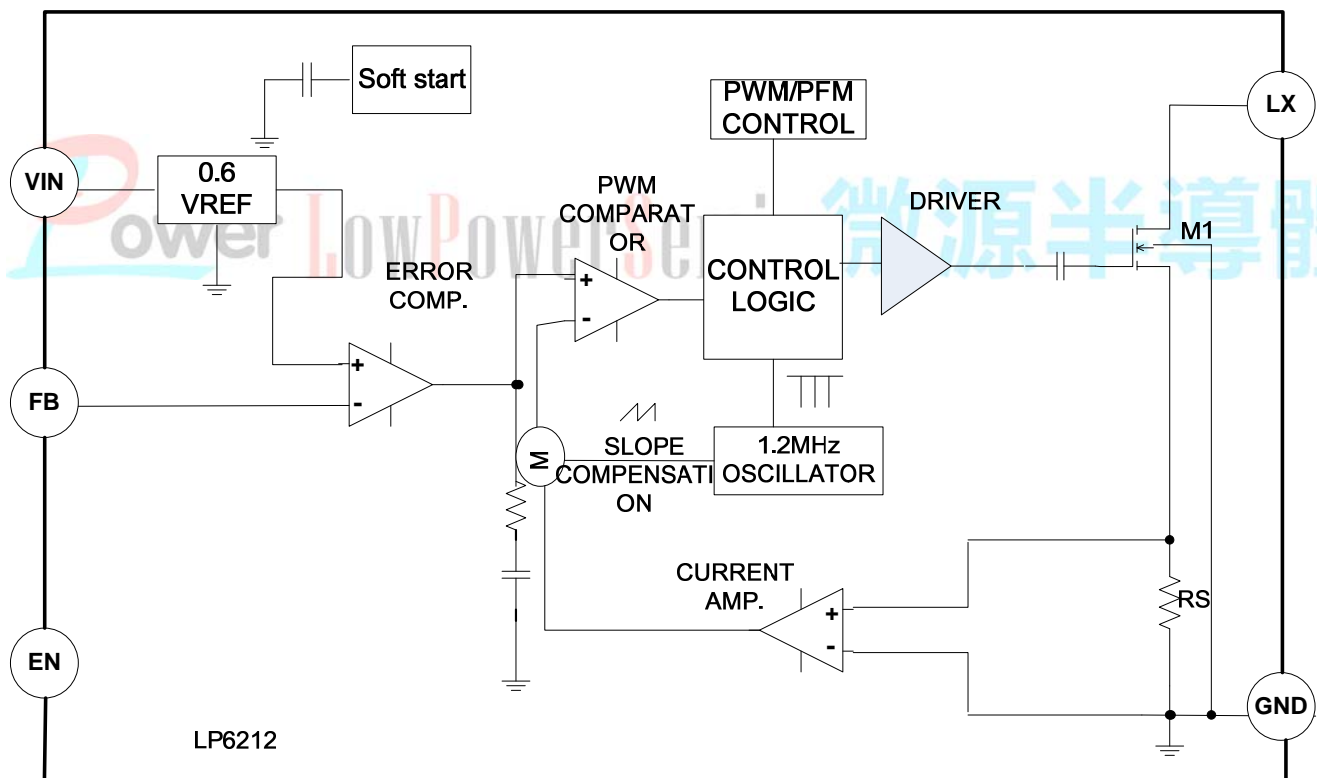 Soft start
PWM/PFM
CONTROL
LX
VIN
0.6
VREF
PWM
COMPARAT
OR
DRIVER
M1
Power LowPowerSemi 微源半導體
ERROR
COMP.
+
-
CONTROL
LOGIC
+
-
FB
M
SLOPE
COMPENSATI
ON
1.2MHz
OSCILLATOR
CURRENT
AMP.
+
-
RS
EN
GND
LP6212